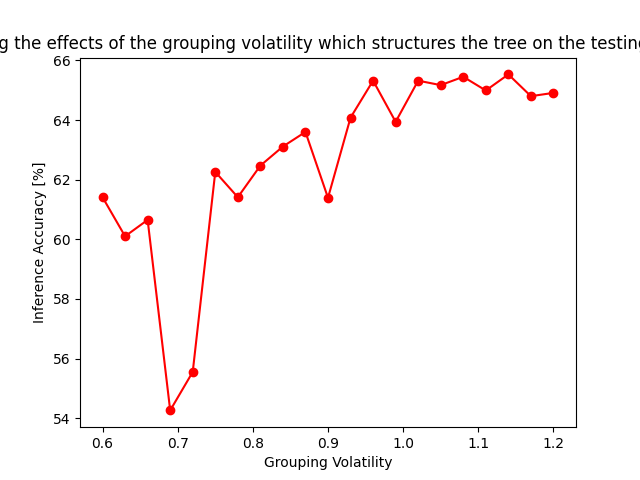 g the effects of the grouping volatility which structures the tree on the testing
66
64
62
60
58
56
54
Inference Accuracy [%]
0.6 0.7 0.8 0.9 1.0 1.1 1.2
Grouping Volatility